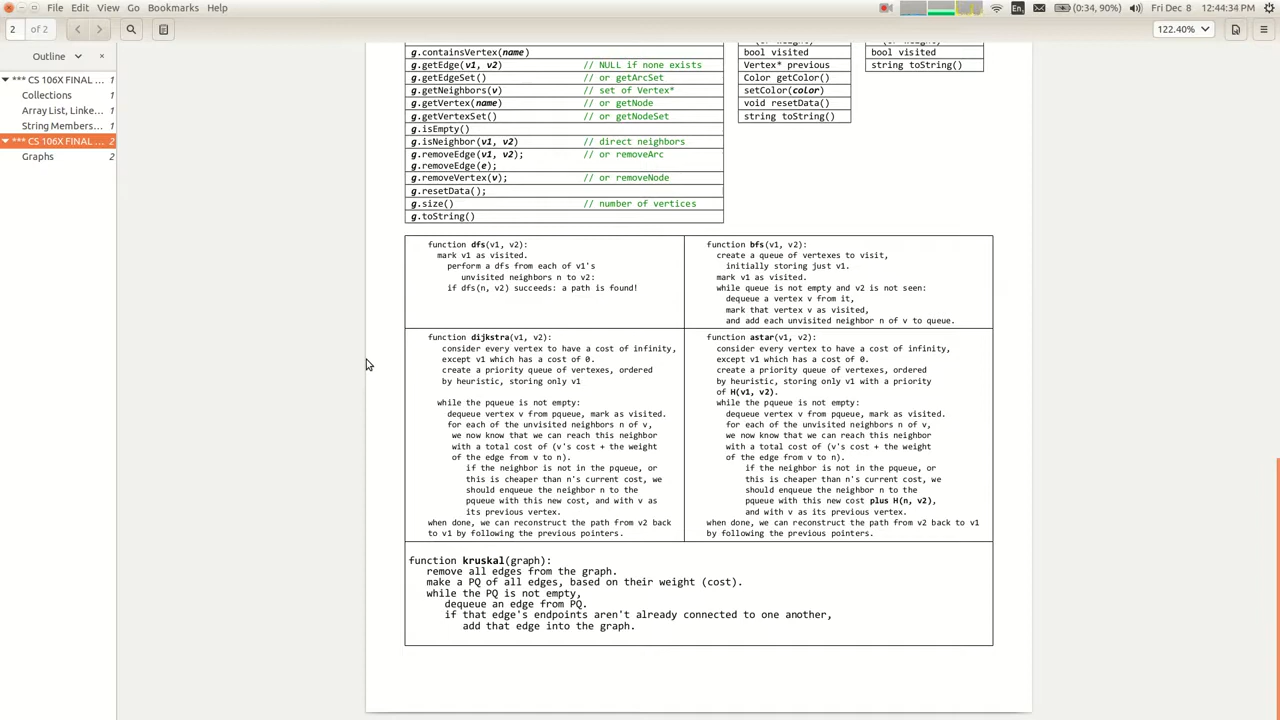 File Edit View Go Bookmarks Help
En
(0:34, 90%)
Fri Dec 8 12:44:34 PM
2 of 2
122.40%
Outline
*** CS 106X FINAL ... 1
Collections 1
Array List, Linke... 1
String Members... 1
*** CS 106X FINAL ... 2
Graphs 2
g.containsVertex(name)
g.getEdge(v1, v2) // NULL if none exists
g.getEdgeSet() // or getArcSet
g.getNeighbors(v) // set of Vertex*
g.getVertex(name) // or getNode
g.getVertexSet() // or getNodeSet
g.isEmpty()
g.isNeighbor(v1, v2) // direct neighbors
g.removeEdge(v1, v2); // or removeArc
g.removeEdge(e);
g.removeVertex(v); // or removeNode
g.resetData();
g.size() // number of vertices
g.toString()
bool visited
Vertex* previous
Color getColor()
setColor(color)
void resetData()
string toString()
bool visited
string toString()
function dfs(v1, v2):
mark v1 as visited.
perform a dfs from each of v1's
unvisited neighbors n to v2:
if dfs(n, v2) succeeds: a path is found!
function bfs(v1, v2):
create a queue of vertexes to visit,
initially storing just v1.
mark v1 as visited.
while queue is not empty and v2 is not seen:
dequeue a vertex v from it,
mark that vertex v as visited,
and add each unvisited neighbor n of v to queue.
function dijkstra(v1, v2):
consider every vertex to have a cost of infinity,
except v1 which has a cost of 0.
create a priority queue of vertexes, ordered
by heuristic, storing only v1
while the pqueue is not empty:
dequeue vertex v from pqueue, mark as visited.
for each of the unvisited neighbors n of v,
we now know that we can reach this neighbor
with a total cost of (v's cost + the weight
of the edge from v to n).
if the neighbor is not in the pqueue, or
this is cheaper than n's current cost, we
should enqueue the neighbor n to the
pqueue with this new cost, and with v as
its previous vertex.
when done, we can reconstruct the path from v2 back
to v1 by following the previous pointers.
function astar(v1, v2):
consider every vertex to have a cost of infinity,
except v1 which has a cost of 0.
create a priority queue of vertexes, ordered
by heuristic, storing only v1 with a priority
of H(v1, v2).
while the pqueue is not empty:
dequeue vertex v from pqueue, mark as visited.
for each of the unvisited neighbors n of v,
we now know that we can reach this neighbor
with a total cost of (v's cost + the weight
of the edge from v to n).
if the neighbor is not in the pqueue, or
this is cheaper than n's current cost, we
should enqueue the neighbor n to the
pqueue with this new cost plus H(n, v2),
and with v as its previous vertex.
when done, we can reconstruct the path from v2 back to v1
by following the previous pointers.
function kruskal(graph):
remove all edges from the graph.
make a PQ of all edges, based on their weight (cost).
while the PQ is not empty,
dequeue an edge from PQ.
if that edge's endpoints aren't already connected to one another,
add that edge into the graph.